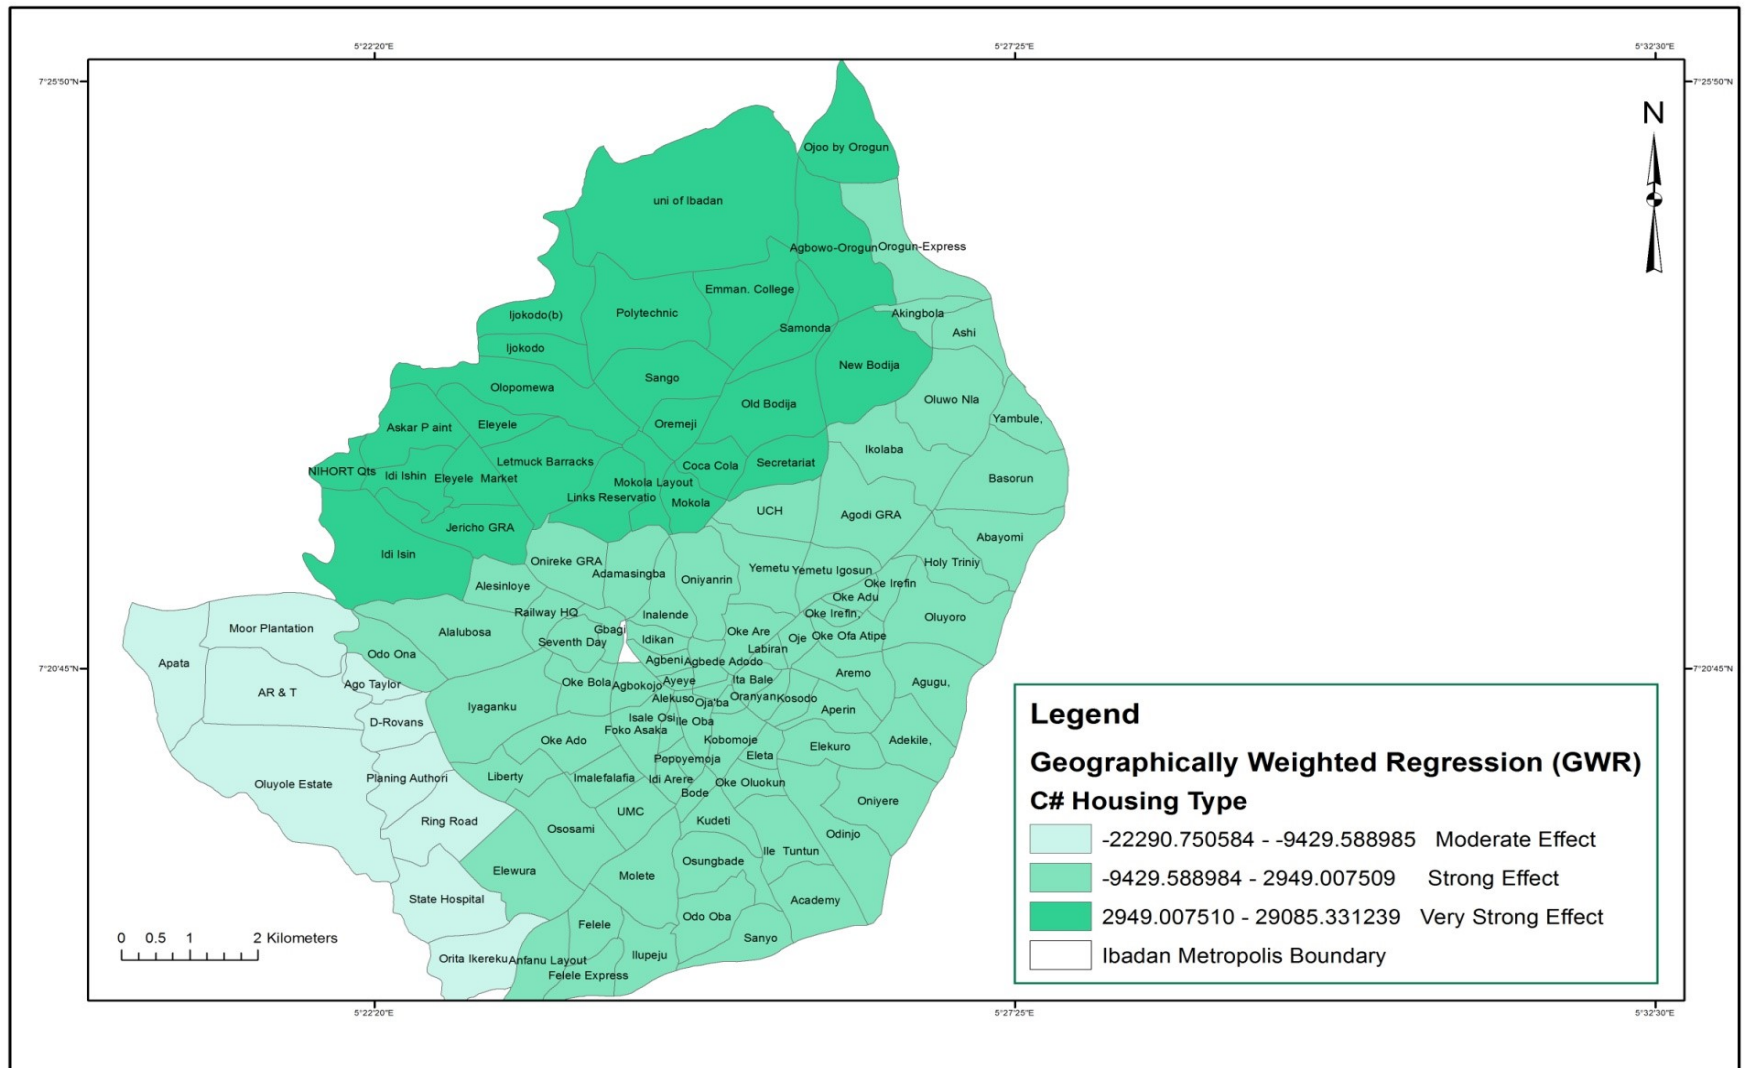 5°22'20"E
5°27'25"E
5°32'30"E
7°25'50"N
7°25'50"N
N
Ojoo by Orogun
uni of Ibadan
Agbowo-Orogun
Orogun-Express
Emman. College
Polytechnic
Ijokodo(b)
Akingbola
Samonda
Ashi
Ijokodo
New Bodija
Sango
Olopomewa
Oluwo Nla
Old Bodija
Yambule,
Oremeji
Eleyele
Askar P aint
Ikolaba
Letmuck Barracks
Coca Cola
Secretariat
NIHORT Qts
Idi Ishin
Eleyele Market
Basorun
Mokola Layout
Links Reservatio
Mokola
UCH
Agodi GRA
Jericho GRA
Abayomi
Idi Isin
Onireke GRA
Holy Triniy
Adamasingba
Yemetu
Yemetu Igosun
Oniyanrin
Alesinloye
Oke Irefin
Oke Adu
Railway HQ
Inalende
Oke Irefin,
Oluyoro
Moor Plantation
Alalubosa
Gbagi
Oke Are
Oje
Oke Ofa Atipe
Seventh Day
Idikan
Labiran
Odo Ona
Apata
Agbeni
Agbede Adodo
7°20'45"N
7°20'45"N
Aremo
Ago Taylor
Oke Bola
Agbokojo
Ayeye
Ita Bale
Agugu,
AR & T
Alekuso
Oja'ba
Oranyan
Kosodo
Iyaganku
Aperin
D-Rovans
Isale Osi
Ile Oba
Foko Asaka
Oke Ado
Kobomoje
Elekuro
Adekile,
Eleta
Popoyemoja
Liberty
Imalefalafia
Idi Arere
Oke Oluokun
Planing Authori
Oluyole Estate
Bode
Oniyere
UMC
Kudeti
Ring Road
Ososami
Odinjo
Ile Tuntun
Osungbade
Elewura
Molete
State Hospital
Academy
Odo Oba
Felele
Sanyo
Ilupeju
Orita Ikereku
Anfanu Layout
Felele Express
0 0.5 1 2 Kilometers
Legend
Geographically Weighted Regression (GWR)
C# Housing Type
-22290.750584 - -9429.588985 Moderate Effect
-9429.588984 - 2949.007509 Strong Effect
2949.007510 - 29085.331239 Very Strong Effect
Ibadan Metropolis Boundary
5°22'20"E
5°27'25"E
5°32'30"E